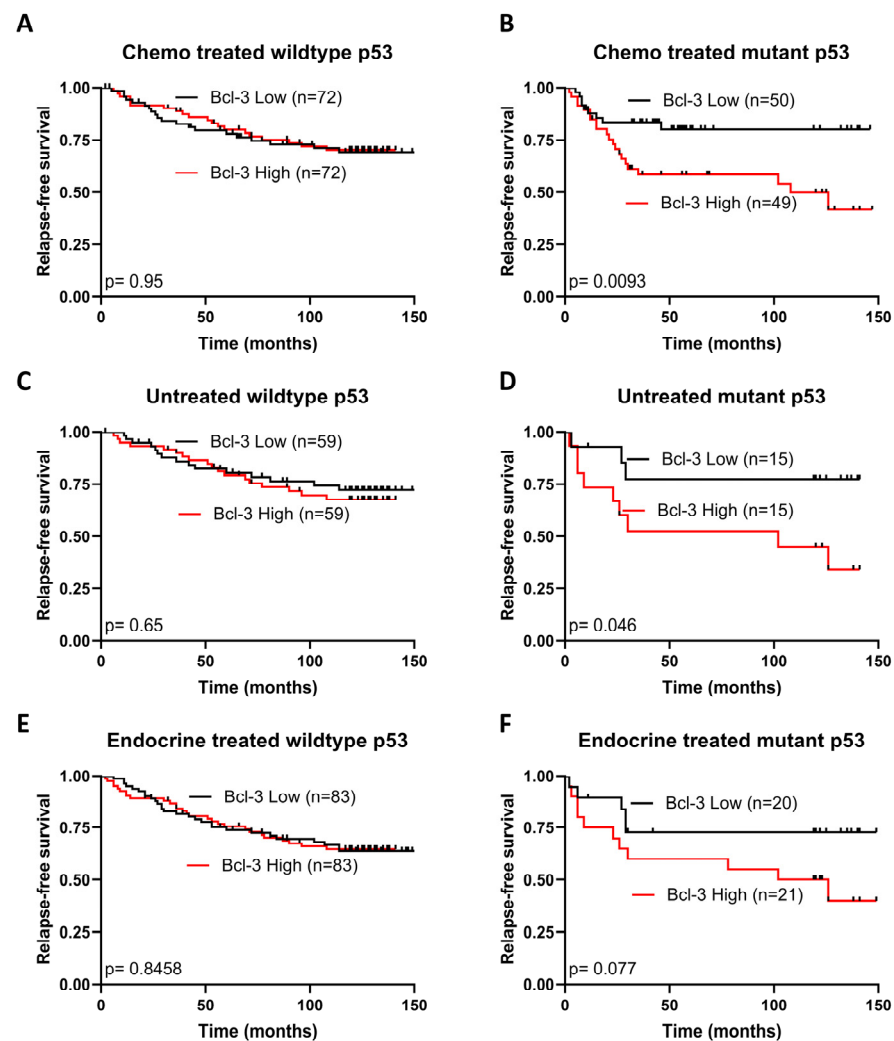 A
Chemo treated wildtype p53
Relapse-free survival
1.00
0.75
0.50
0.25
0.00
Bcl-3 Low (n=72)
Bcl-3 High (n=72)
p= 0.95
0 50 100 150
Time (months)
B
Chemo treated mutant p53
Relapse-free survival
1.00
0.75
0.50
0.25
0.00
Bcl-3 Low (n=50)
Bcl-3 High (n=49)
p= 0.0093
0 50 100 150
Time (months)
C
Untreated wildtype p53
Relapse-free survival
1.00
0.75
0.50
0.25
0.00
Bcl-3 Low (n=59)
Bcl-3 High (n=59)
p= 0.65
0 50 100 150
Time (months)
D
Untreated mutant p53
Relapse-free survival
1.00
0.75
0.50
0.25
0.00
Bcl-3 Low (n=15)
Bcl-3 High (n=15)
p= 0.046
0 50 100 150
Time (months)
E
Endocrine treated wildtype p53
Relapse-free survival
1.00
0.75
0.50
0.25
0.00
Bcl-3 Low (n=83)
Bcl-3 High (n=83)
p= 0.8458
0 50 100 150
Time (months)
F
Endocrine treated mutant p53
Relapse-free survival
1.00
0.75
0.50
0.25
0.00
Bcl-3 Low (n=20)
Bcl-3 High (n=21)
p= 0.077
0 50 100 150
Time (months)